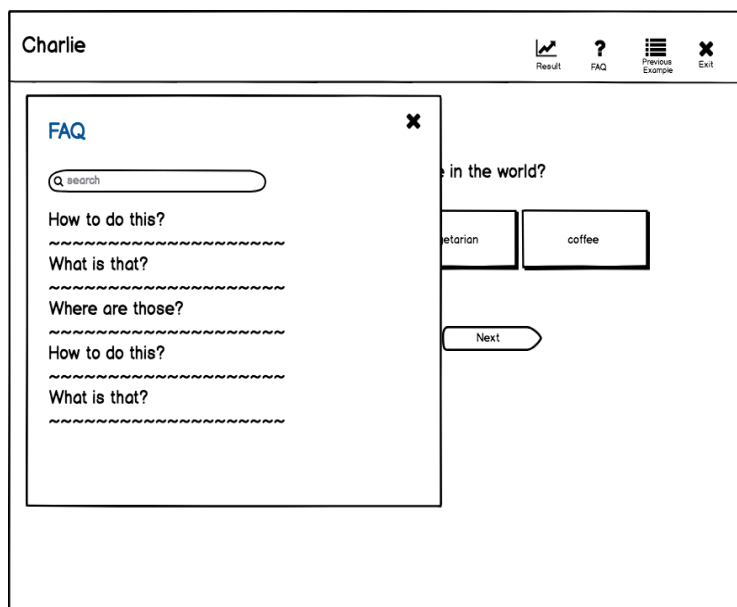 Charlie
Result
FAQ
Previous
Example
Exit
FAQ
search
How to do this?
What is that?
Where are those?
How to do this?
What is that?
in the world?
coffee
Next